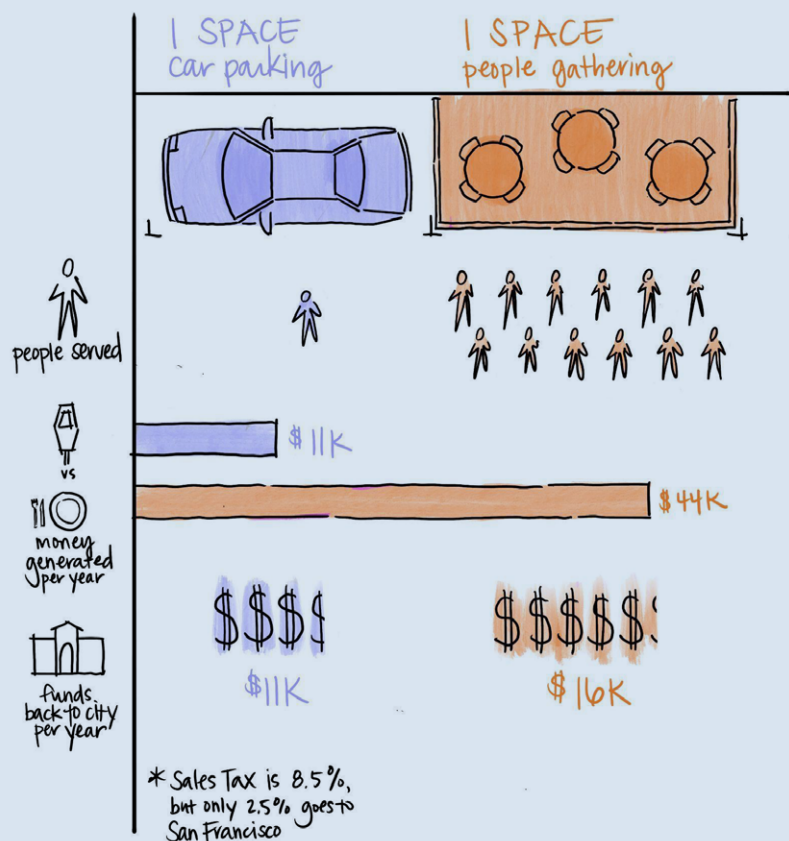 1 SPACE
car parking
1 SPACE
people gathering
people served
$11K
vs
$44K
money
generated
per year
$ $ $ $
$ $ $ $ $ $
$11K
$16K
funds
back to city
per year
* Sales Tax is 8.5%,
but only 2.5% goes to
San Francisco